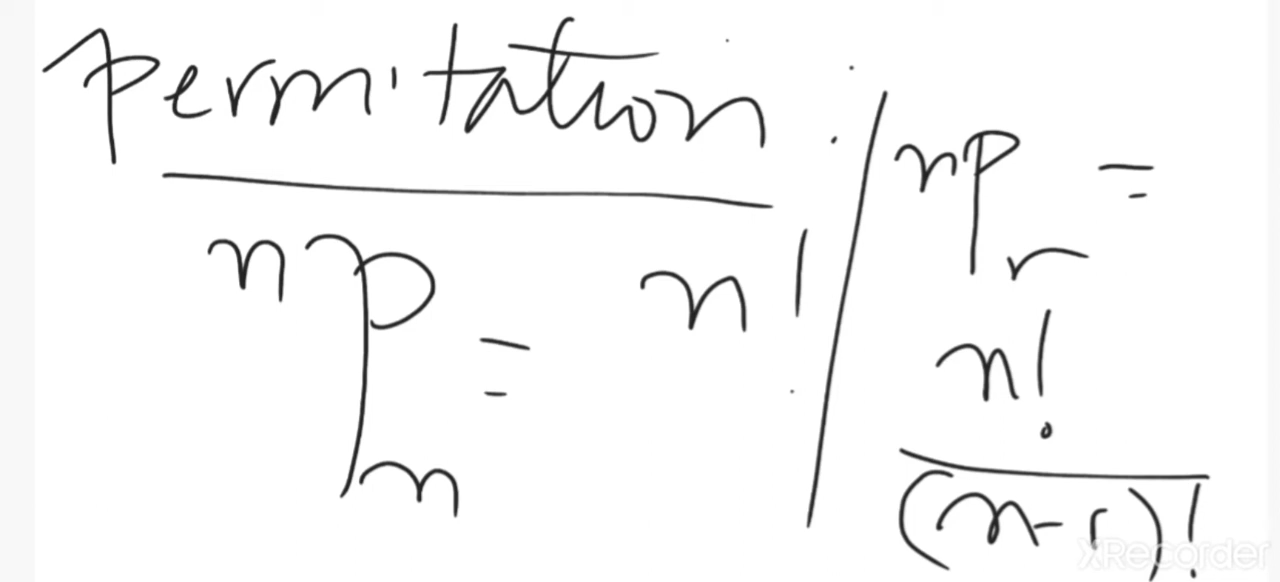 permitation
nPn = n!
nPr =
n!
(n-r)!
XRecorder